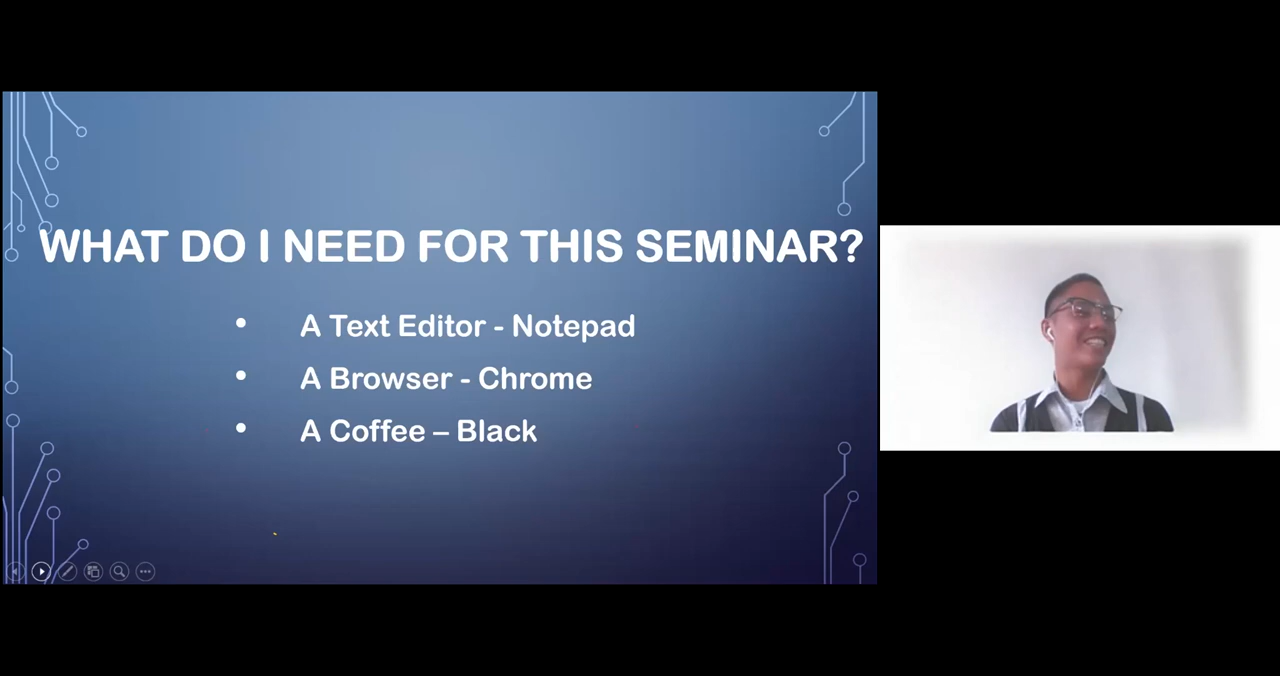 WHAT DO I NEED FOR THIS SEMINAR?
• A Text Editor - Notepad
• A Browser - Chrome
• A Coffee – Black